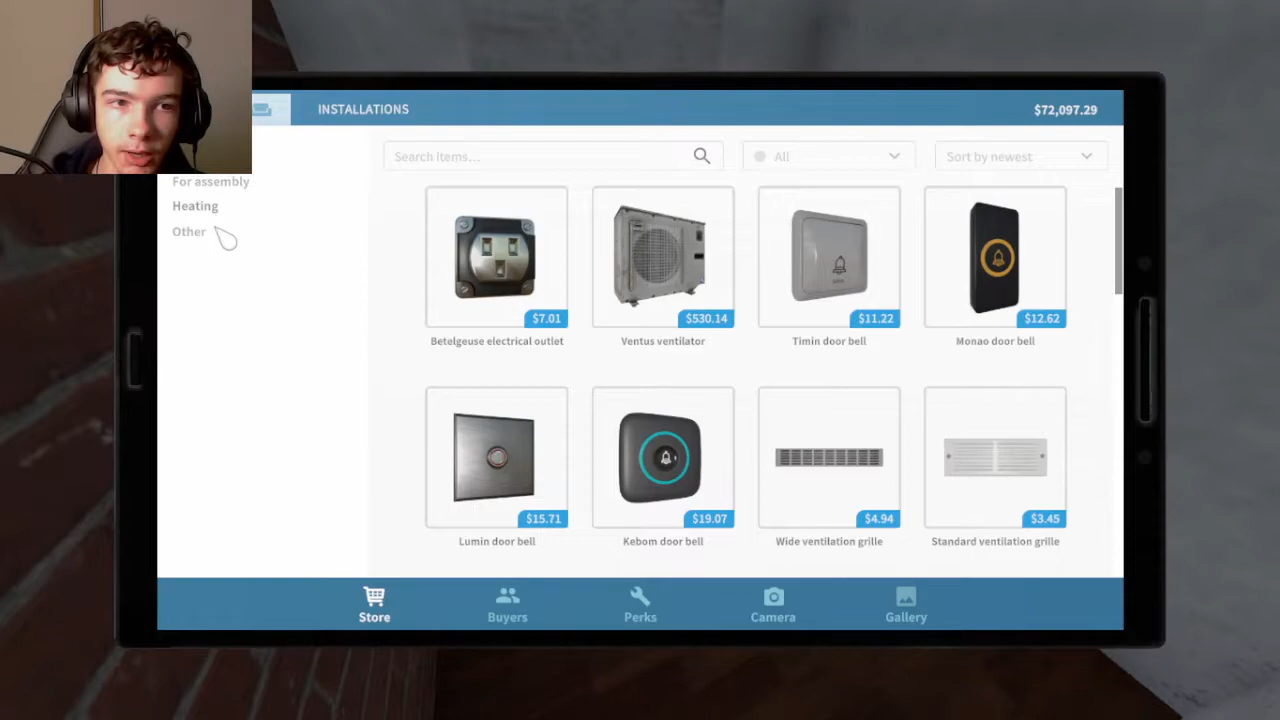 INSTALLATIONS
$72,097.29
For assembly
Heating
Other
Search items...
All
Sort by newest
$7.01
$530.14
$11.22
$12.62
Betelgeuse electrical outlet
Ventus ventilator
Timin door bell
Monao door bell
$15.71
$19.07
$4.94
$3.45
Lumin door bell
Kebom door bell
Wide ventilation grille
Standard ventilation grille
Store
Buyers
Perks
Camera
Gallery